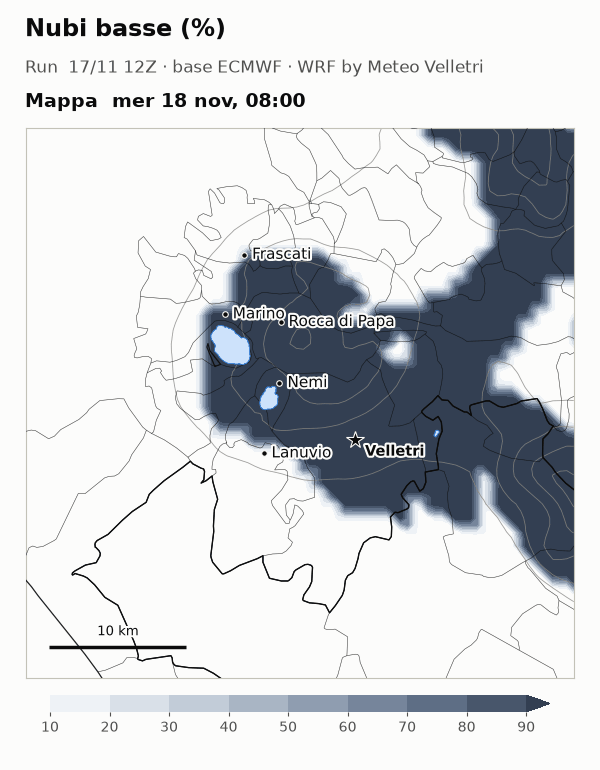 Nubi basse (%)
Run  17/11 12Z · base ECMWF · WRF by Meteo Velletri
Mappa  mer 18 nov, 08:00
Frascati
Marino
Rocca di Papa
Nemi
Velletri
Lanuvio
10 km
10 20 30 40 50 60 70 80 90